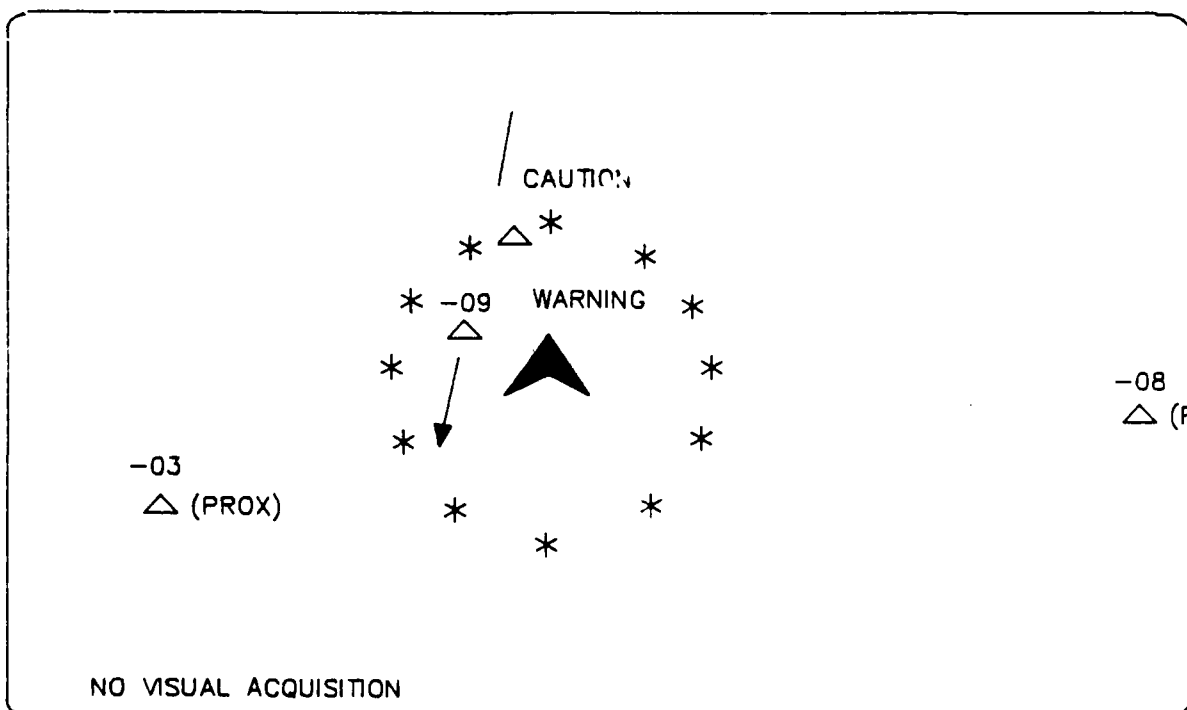 CAUTION
-09 WARNING
-08
-03
(PROX)
NO VISUAL ACQUISITION